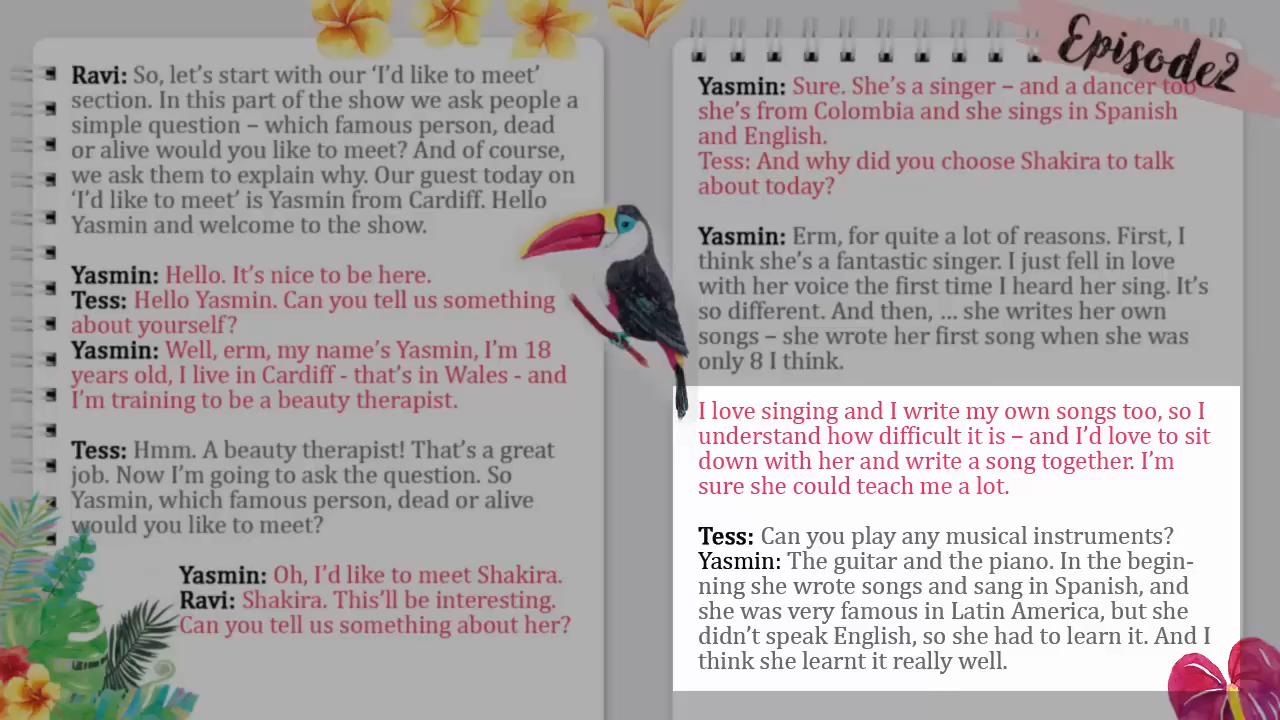 Ravi: So, let's start with our ‘I'd like to meet’
section. In this part of the show we ask people a
simple question – which famous person, dead
or alive would you like to meet? And of course,
we ask them to explain why. Our guest today on
‘I'd like to meet’ is Yasmin from Cardiff. Hello
Yasmin and welcome to the show.
Yasmin: Hello. It's nice to be here.
Tess: Hello Yasmin. Can you tell us something
about yourself?
Yasmin: Well, erm, my name's Yasmin, I'm 18
years old, I live in Cardiff - that's in Wales - and
I'm training to be a beauty therapist.
Tess: Hmm. A beauty therapist! That's a great
job. Now I'm going to ask the question. So
Yasmin, which famous person, dead or alive
would you like to meet?
Yasmin: Oh, I'd like to meet Shakira.
Ravi: Shakira. This'll be interesting.
Can you tell us something about her?
Episode2
Yasmin: Sure. She's a singer – and a dancer too
she's from Colombia and she sings in Spanish
and English.
Tess: And why did you choose Shakira to talk
about today?
Yasmin: Erm, for quite a lot of reasons. First, I
think she's a fantastic singer. I just fell in love
with her voice the first time I heard her sing. It's
so different. And then, … she writes her own
songs – she wrote her first song when she was
only 8 I think.
I love singing and I write my own songs too, so I
understand how difficult it is – and I'd love to sit
down with her and write a song together. I'm
sure she could teach me a lot.
Tess: Can you play any musical instruments?
Yasmin: The guitar and the piano. In the begin-
ning she wrote songs and sang in Spanish, and
she was very famous in Latin America, but she
didn't speak English, so she had to learn it. And I
think she learnt it really well.